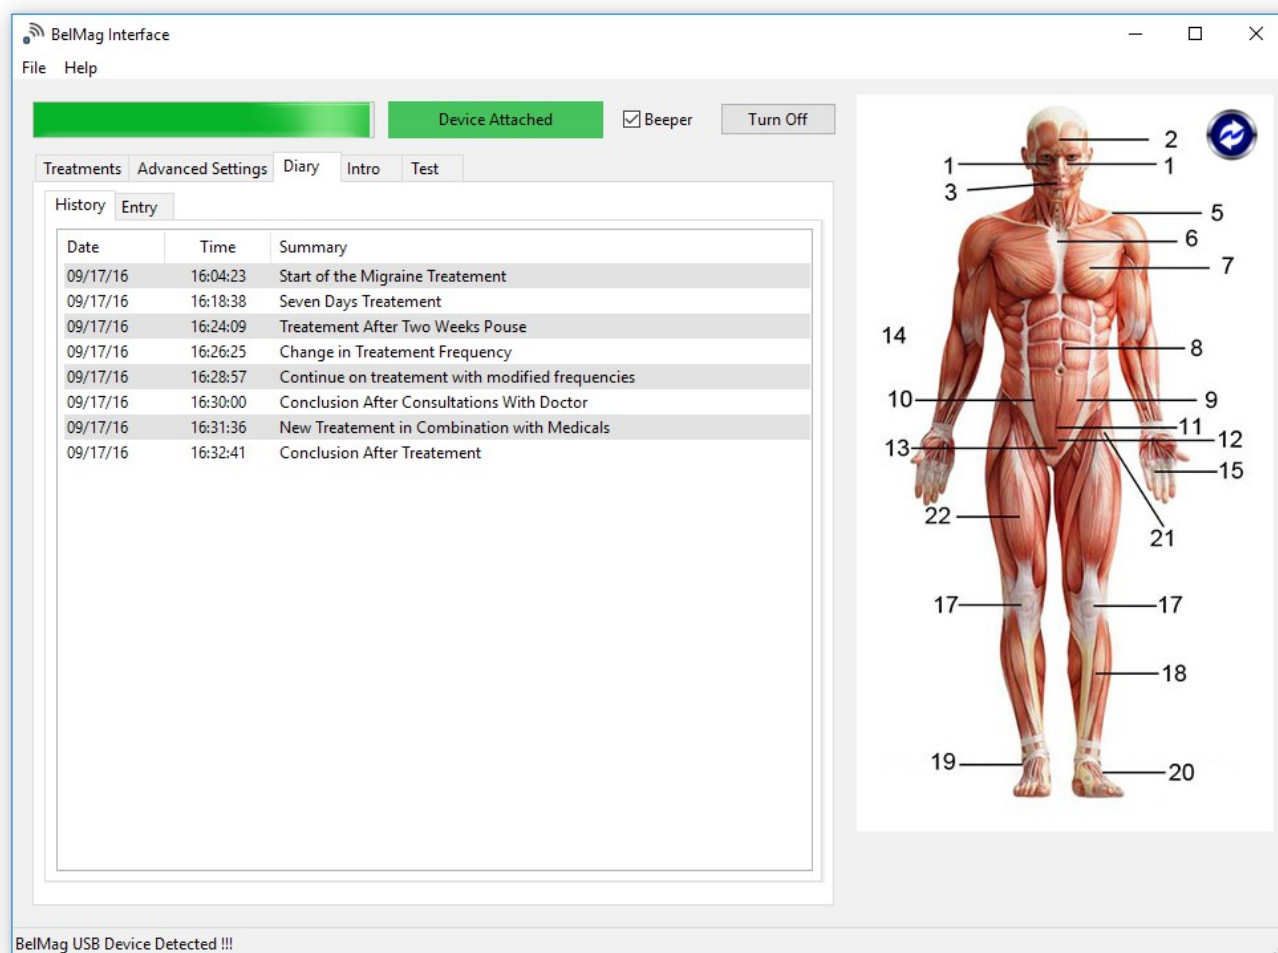 BelMag Interface
File Help
Device Attached Beeper Turn Off
Treatments Advanced Settings Diary Intro Test
History Entry
Date Time Summary
09/17/16 16:04:23 Start of the Migraine Treatement
09/17/16 16:18:38 Seven Days Treatement
09/17/16 16:24:09 Treatement After Two Weeks Pouse
09/17/16 16:26:25 Change in Treatement Frequency
09/17/16 16:28:57 Continue on treatement with modified frequencies
09/17/16 16:30:00 Conclusion After Consultations With Doctor
09/17/16 16:31:36 New Treatement in Combination with Medicals
09/17/16 16:32:41 Conclusion After Treatement
2
1 1
3
5
6
7
14
8
10 9
11
12
13
15
22
21
17 17
18
19
20
BelMag USB Device Detected !!!